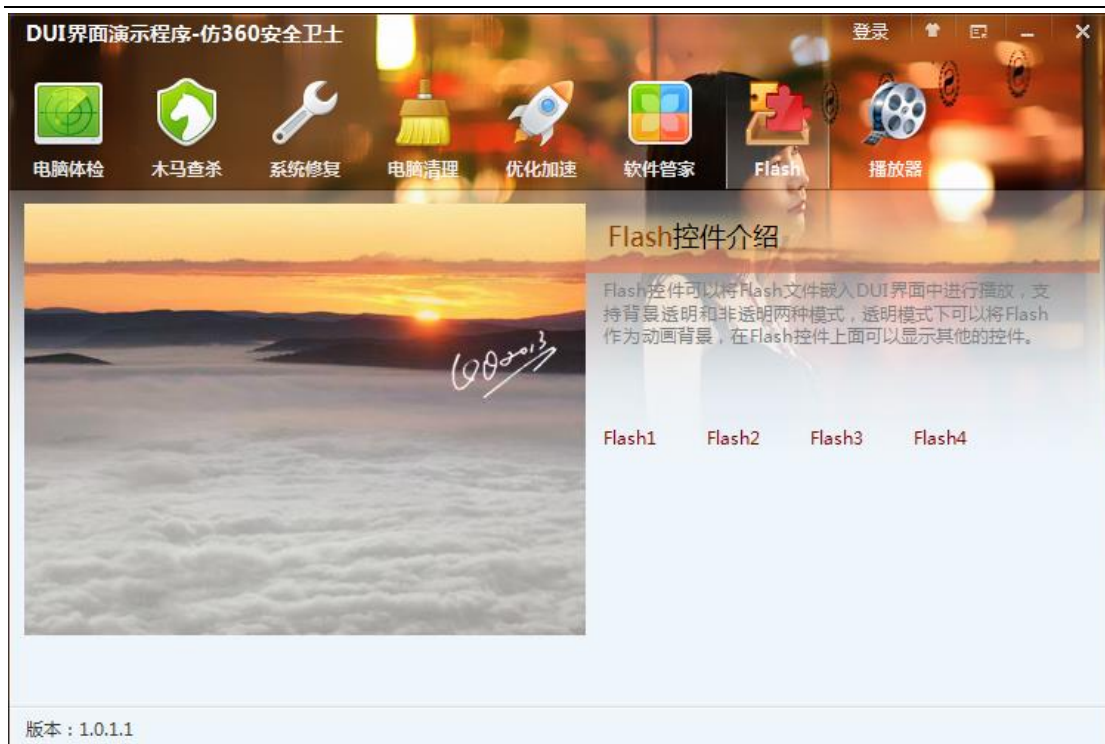 DUI界面演示程序-仿360安全卫士
登录
电脑体检
木马查杀
系统修复
电脑清理
优化加速
软件管家
Flash
播放器
Flash控件介绍
Flash控件可以将Flash文件嵌入DUI界面中进行播放，支
持背景透明和非透明两种模式，透明模式下可以将Flash
作为动画背景，在Flash控件上面可以显示其他的控件。
Flash1
Flash2
Flash3
Flash4
版本：1.0.1.1